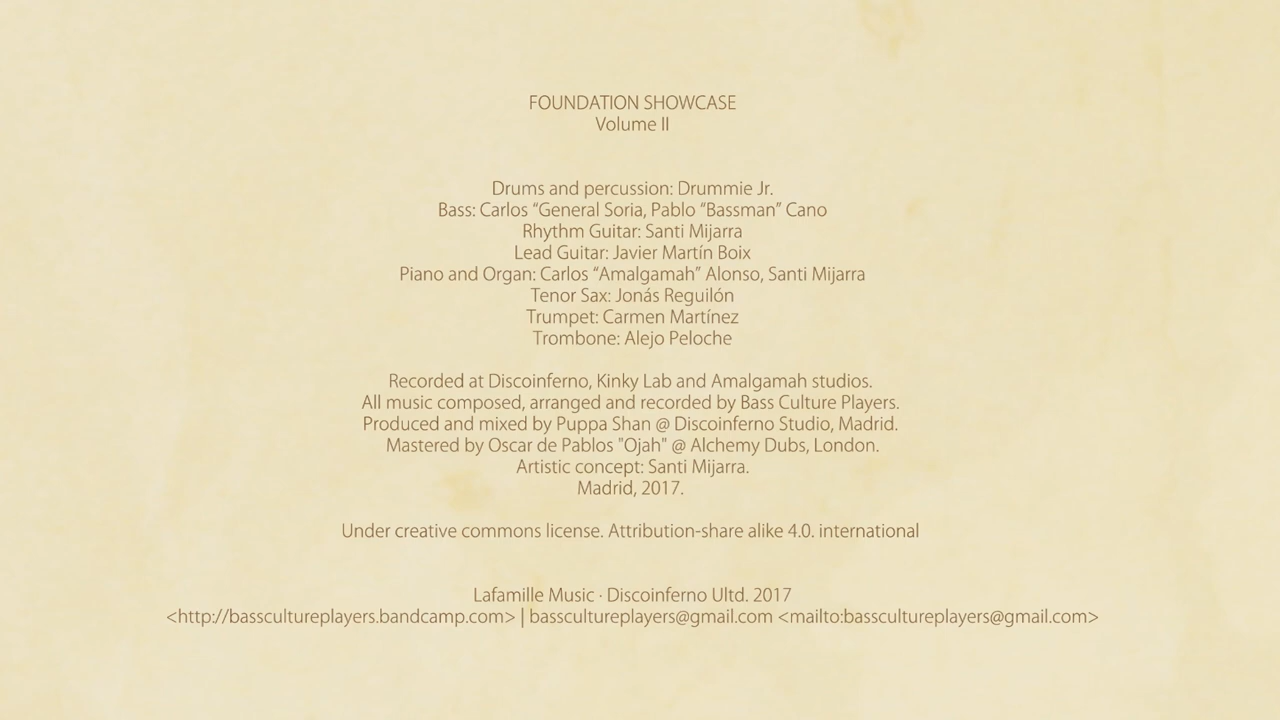 FOUNDATION SHOWCASE
Volume II
Drums and percussion: Drummie Jr.
Bass: Carlos “General Soria, Pablo “Bassman” Cano
Rhythm Guitar: Santi Mijarra
Lead Guitar: Javier Martín Boix
Piano and Organ: Carlos “Amalgamah” Alonso, Santi Mijarra
Tenor Sax: Jonás Reguilón
Trumpet: Carmen Martínez
Trombone: Alejo Peloche
Recorded at Discoinferno, Kinky Lab and Amalgamah studios.
All music composed, arranged and recorded by Bass Culture Players.
Produced and mixed by Puppa Shan @ Discoinferno Studio, Madrid.
Mastered by Oscar de Pablos "Ojah" @ Alchemy Dubs, London.
Artistic concept: Santi Mijarra.
Madrid, 2017.
Under creative commons license. Attribution-share alike 4.0. international
Lafamille Music · Discoinferno Ultd. 2017
<http://basscultureplayers.bandcamp.com> | basscultureplayers@gmail.com <mailto:basscultureplayers@gmail.com>